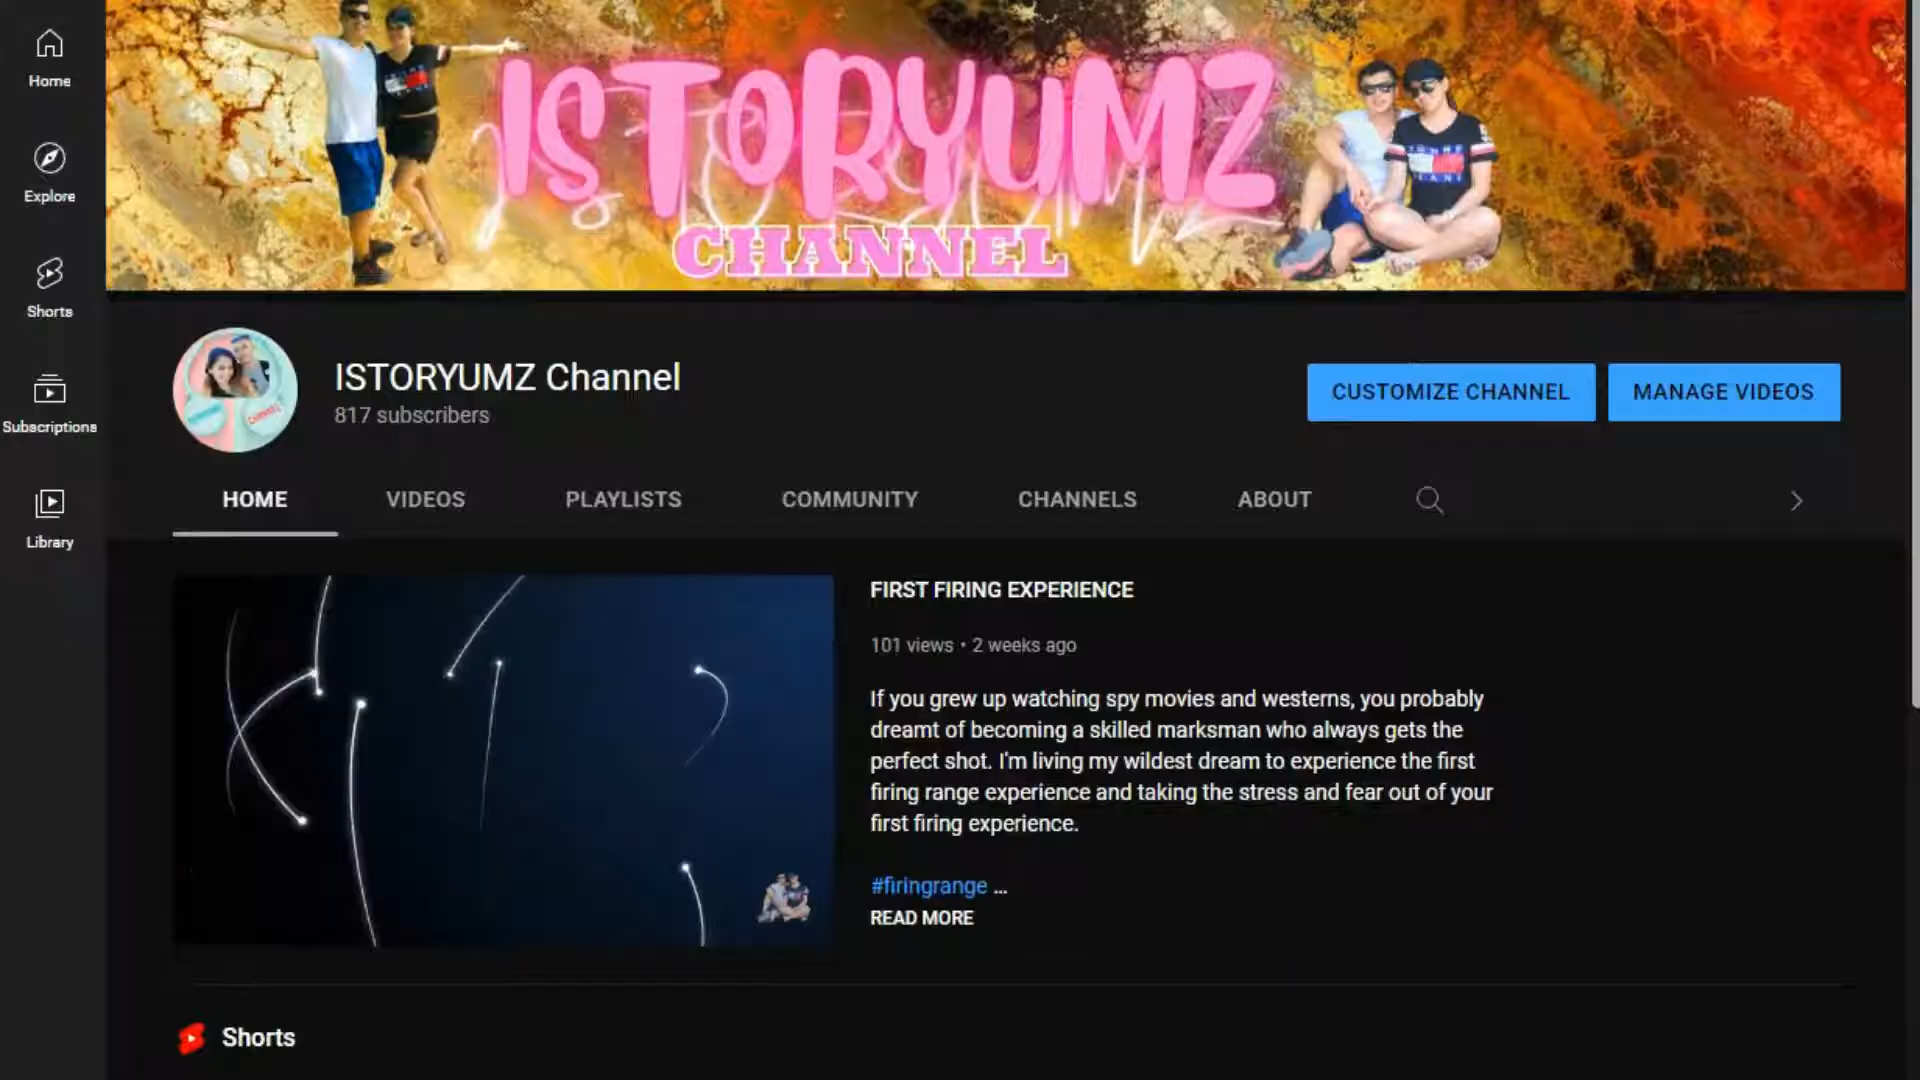 Home
Explore
Shorts
Subscriptions
Library
ISTORYUMZ
CHANNEL
ISTORYUMZ Channel
817 subscribers
CUSTOMIZE CHANNEL
MANAGE VIDEOS
HOME
VIDEOS
PLAYLISTS
COMMUNITY
CHANNELS
ABOUT
FIRST FIRING EXPERIENCE
101 views • 2 weeks ago
If you grew up watching spy movies and westerns, you probably
dreamt of becoming a skilled marksman who always gets the
perfect shot. I'm living my wildest dream to experience the first
firing range experience and taking the stress and fear out of your
first firing experience.
#firingrange ...
READ MORE
Shorts